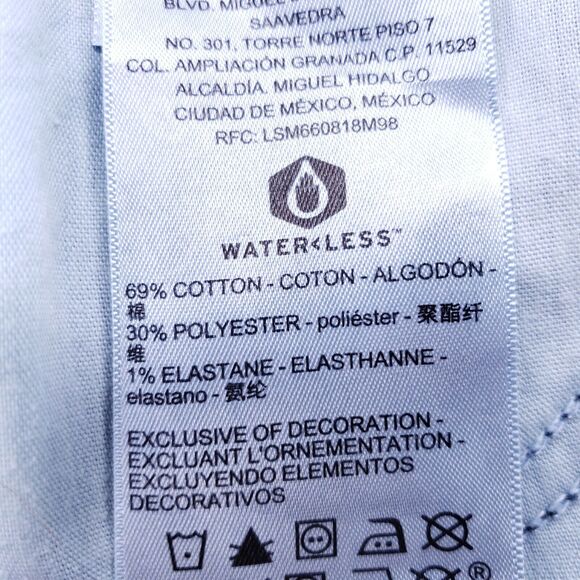 BLVD. MIGUEL
SAAVEDRA
NO. 301, TORRE NORTE PISO 7
COL. AMPLIACIÓN GRANADA C.P. 11529
ALCALDÍA. MIGUEL HIDALGO
CIUDAD DE MÉXICO, MÉXICO
RFC: LSM660818M98
WATER<LESS™
69% COTTON - COTON - ALGODÓN -
棉
30% POLYESTER - poliéster - 聚酯纤
维
1% ELASTANE - ELASTHANNE -
elastano - 氨纶
EXCLUSIVE OF DECORATION -
EXCLUANT L'ORNEMENTATION -
EXCLUYENDO ELEMENTOS
DECORATIVOS
®